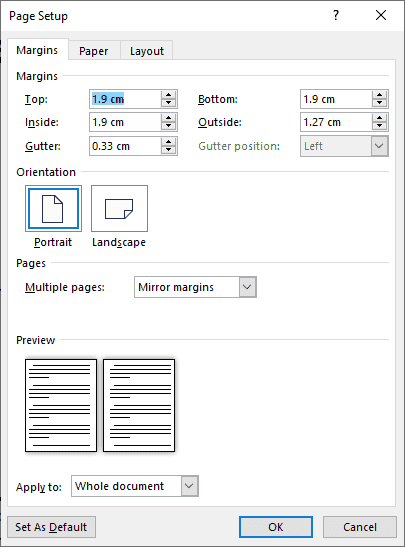 Page Setup ? ×
Margins Paper Layout
Margins
Top: 1.9 cm Bottom: 1.9 cm
Inside: 1.9 cm Outside: 1.27 cm
Gutter: 0.33 cm Gutter position: Left
Orientation
Portrait Landscape
Pages
Multiple pages: Mirror margins
Preview
Apply to: Whole document
Set As Default OK Cancel